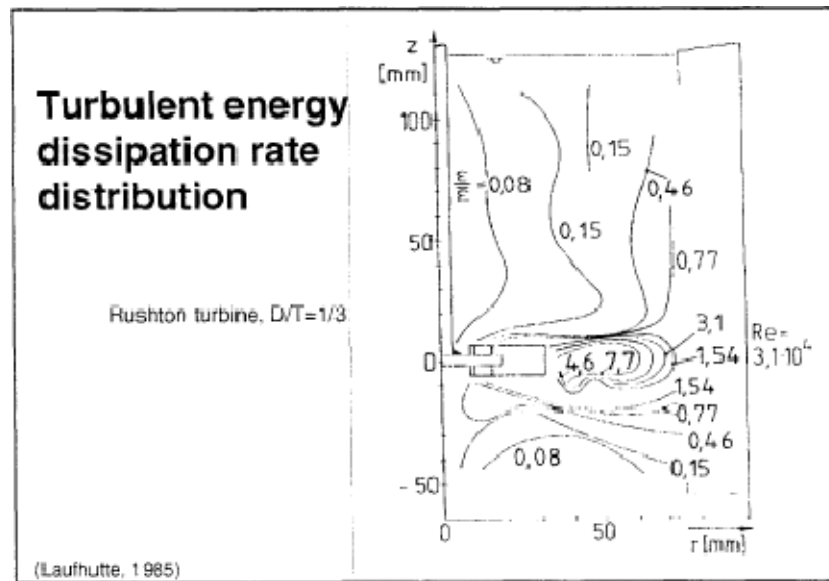 Turbulent energy
dissipation rate
distribution
Rushton turbine, D/T=1/3
(Laufhutte, 1985)
z
[mm]
100
50
0
-50
0
50
r [mm]
= 0,08
0,15
0,15
0,46
0,77
3,1
1,54
4,6
7,7
Re=
3,1·10⁴
1,54
0,77
0,46
0,15
0,08